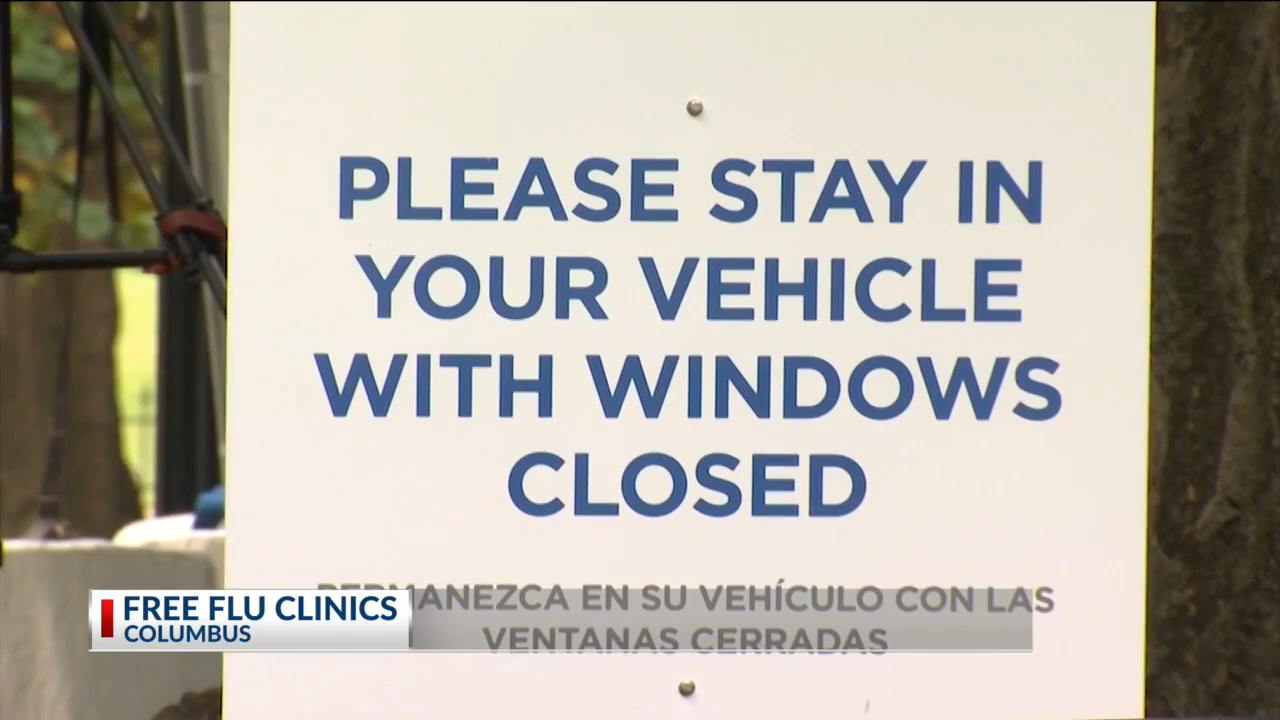 PLEASE STAY IN
YOUR VEHICLE
WITH WINDOWS
CLOSED
PERMANEZCA EN SU VEHÍCULO CON LAS
VENTANAS CERRADAS
FREE FLU CLINICS
COLUMBUS